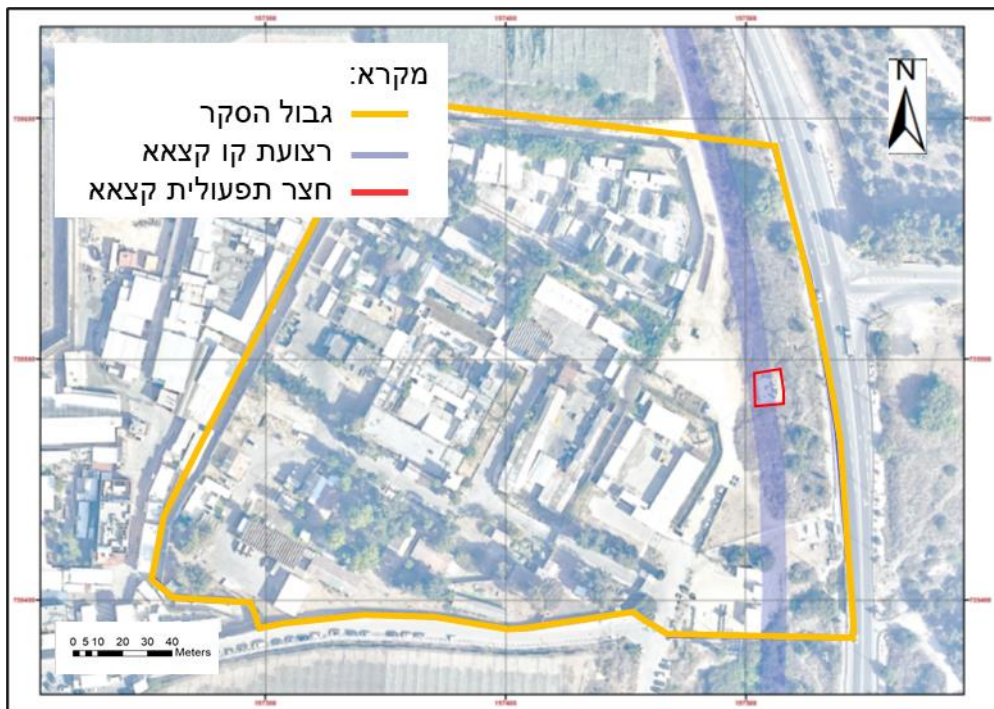 מקרא:
גבול הסקר
רצועת קו קצאא
חצר תפעולית קצאא
N
0 5 10 20 30 40
Meters